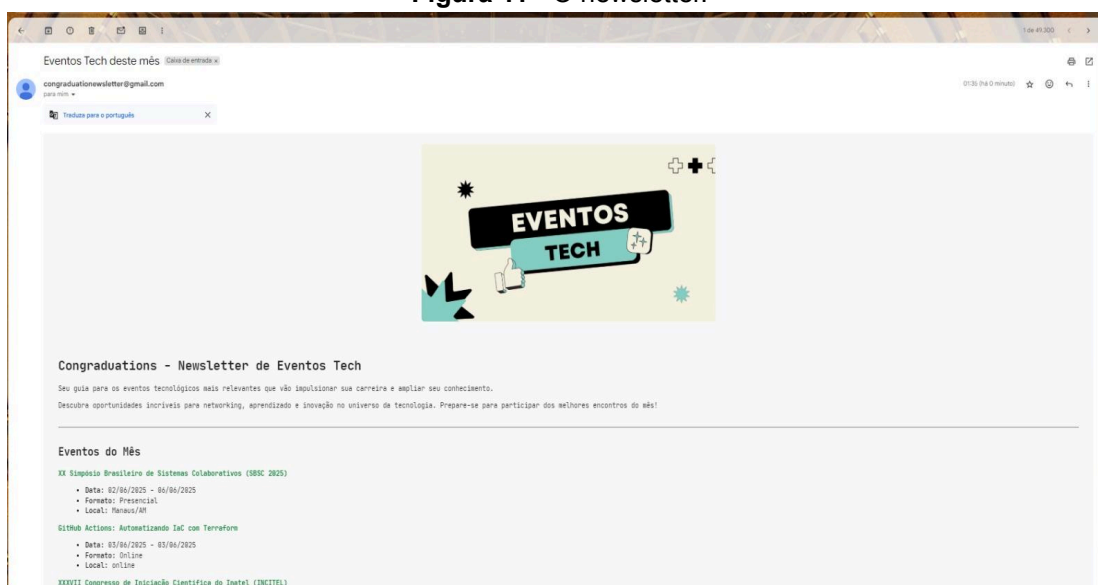 Eventos Tech deste mês Caixa de entrada x
1 de 49.300
congraduationewsletter@gmail.com
01:35 (há 0 minuto)
para mim
Traduza para o português
EVENTOS
TECH
Congraduations - Newsletter de Eventos Tech
Seu guia para os eventos tecnológicos mais relevantes que vão impulsionar sua carreira e ampliar seu conhecimento.
Descubra oportunidades incríveis para networking, aprendizado e inovação no universo da tecnologia. Prepare-se para participar dos melhores encontros do mês!
Eventos do Mês
XX Simpósio Brasileiro de Sistemas Colaborativos (SBSC 2025)
• Data: 02/06/2025 - 06/06/2025
• Formato: Presencial
• Local: Manaus/AM
GitHub Actions: Automatizando IaC com Terraform
• Data: 03/06/2025 - 03/06/2025
• Formato: Online
• Local: online
XXXVII Congresso de Iniciação Científica do Inatel (INCITEL)